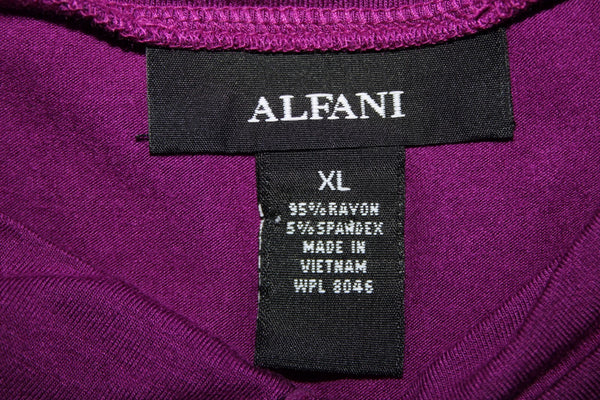 ALFANI
XL
95% RAYON
5% SPANDEX
MADE IN
VIETNAM
WPL 8046